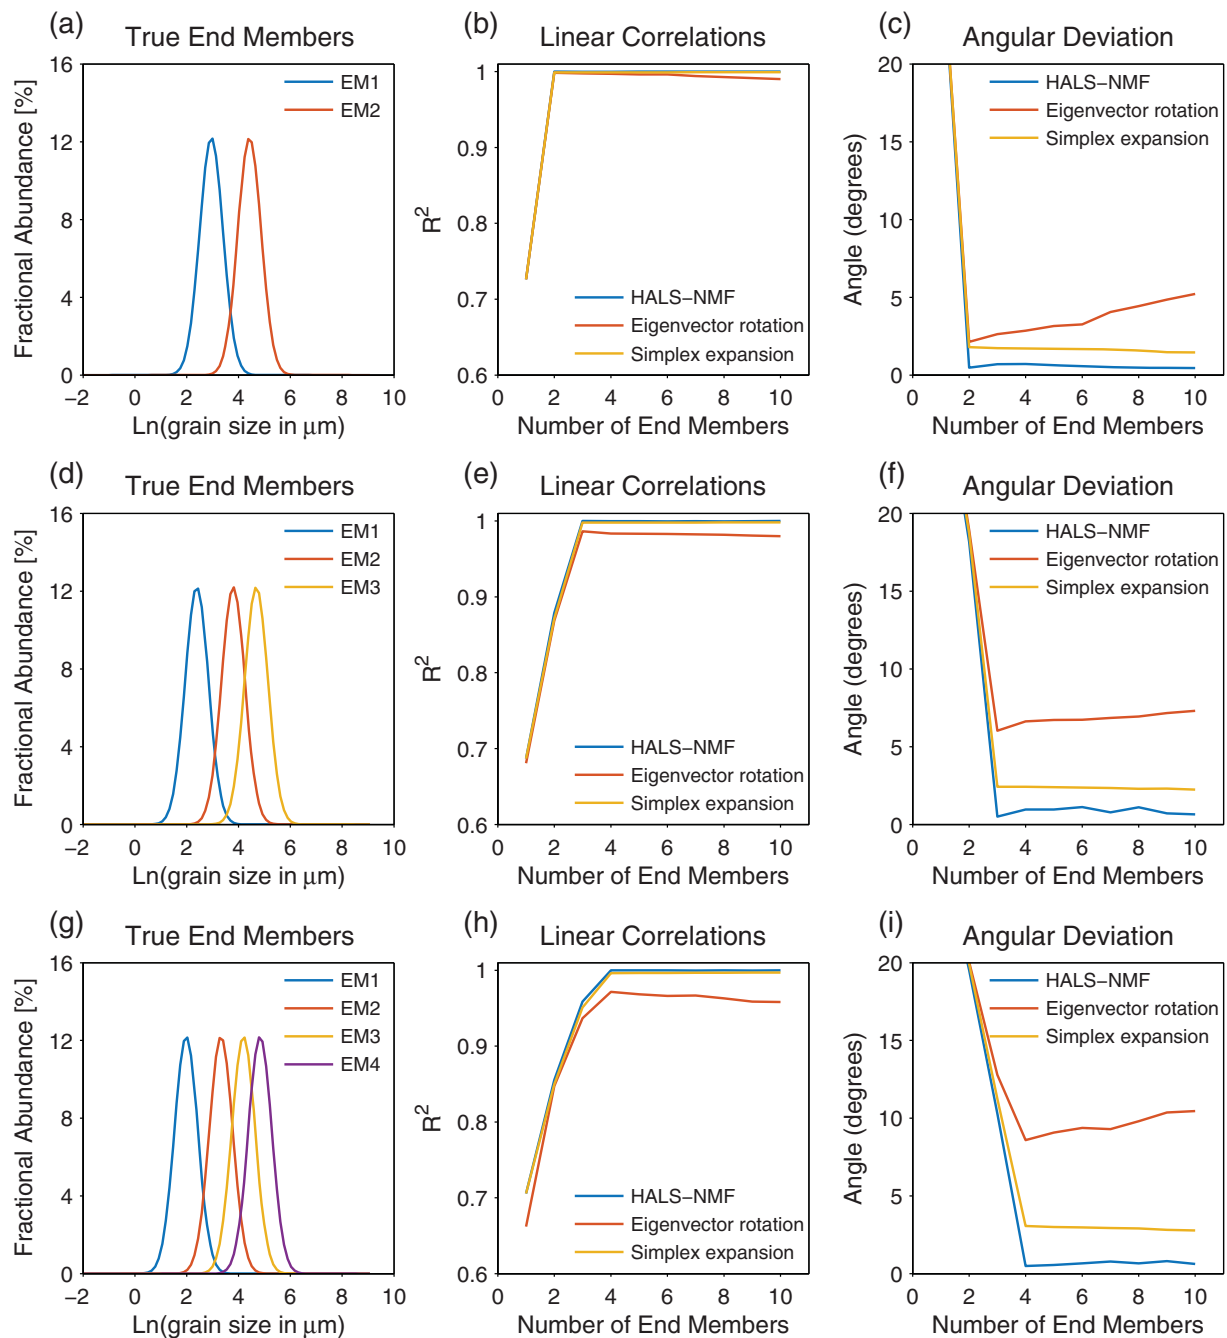 (a)
True End Members
Fractional Abundance [%]
16
12
8
4
0
EM1
EM2
−2 0 2 4 6 8 10
Ln(grain size in μm)
(b)
Linear Correlations
R2
1
0.9
0.8
0.7
0.6
HALS−NMF
Eigenvector rotation
Simplex expansion
0 2 4 6 8 10
Number of End Members
(c)
Angular Deviation
Angle (degrees)
20
15
10
5
0
HALS−NMF
Eigenvector rotation
Simplex expansion
0 2 4 6 8 10
Number of End Members
(d)
True End Members
Fractional Abundance [%]
16
12
8
4
0
EM1
EM2
EM3
−2 0 2 4 6 8 10
Ln(grain size in μm)
(e)
Linear Correlations
R2
1
0.9
0.8
0.7
0.6
HALS−NMF
Eigenvector rotation
Simplex expansion
0 2 4 6 8 10
Number of End Members
(f)
Angular Deviation
Angle (degrees)
20
15
10
5
0
HALS−NMF
Eigenvector rotation
Simplex expansion
0 2 4 6 8 10
Number of End Members
(g)
True End Members
Fractional Abundance [%]
16
12
8
4
0
EM1
EM2
EM3
EM4
−2 0 2 4 6 8 10
Ln(grain size in μm)
(h)
Linear Correlations
R2
1
0.9
0.8
0.7
0.6
HALS−NMF
Eigenvector rotation
Simplex expansion
0 2 4 6 8 10
Number of End Members
(i)
Angular Deviation
Angle (degrees)
20
15
10
5
0
HALS−NMF
Eigenvector rotation
Simplex expansion
0 2 4 6 8 10
Number of End Members